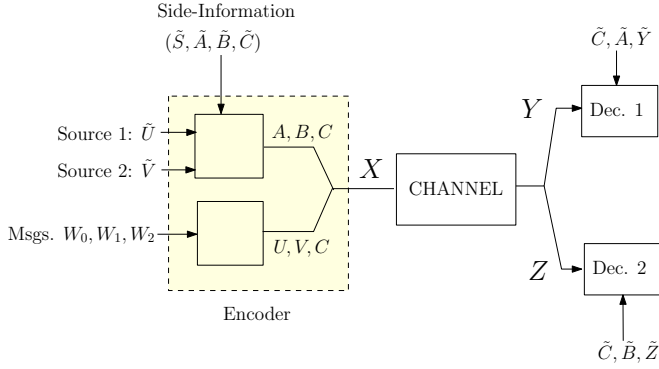 Side-Information
(S̃, Ã, B̃, C̃)
C̃, Ã, Ỹ
Source 1: Ũ
A, B, C
Y
Dec. 1
Source 2: Ṽ
X
CHANNEL
Msgs. W₀, W₁, W₂
U, V, C
Z
Dec. 2
Encoder
C̃, B̃, Z̃